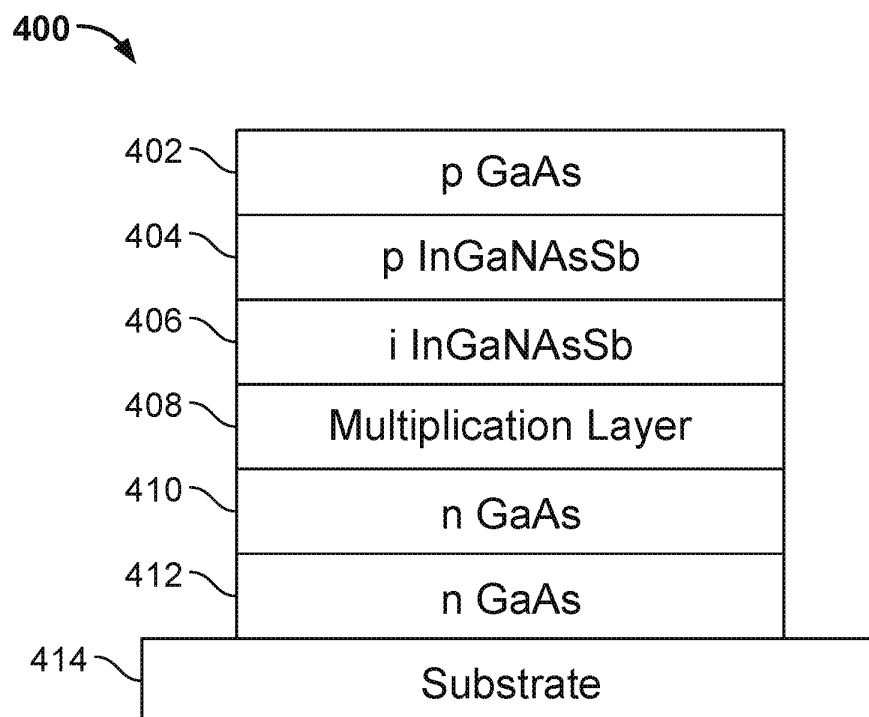 400
402
p GaAs
404
p InGaNAsSb
406
i InGaNAsSb
408
Multiplication Layer
410
n GaAs
412
n GaAs
414
Substrate